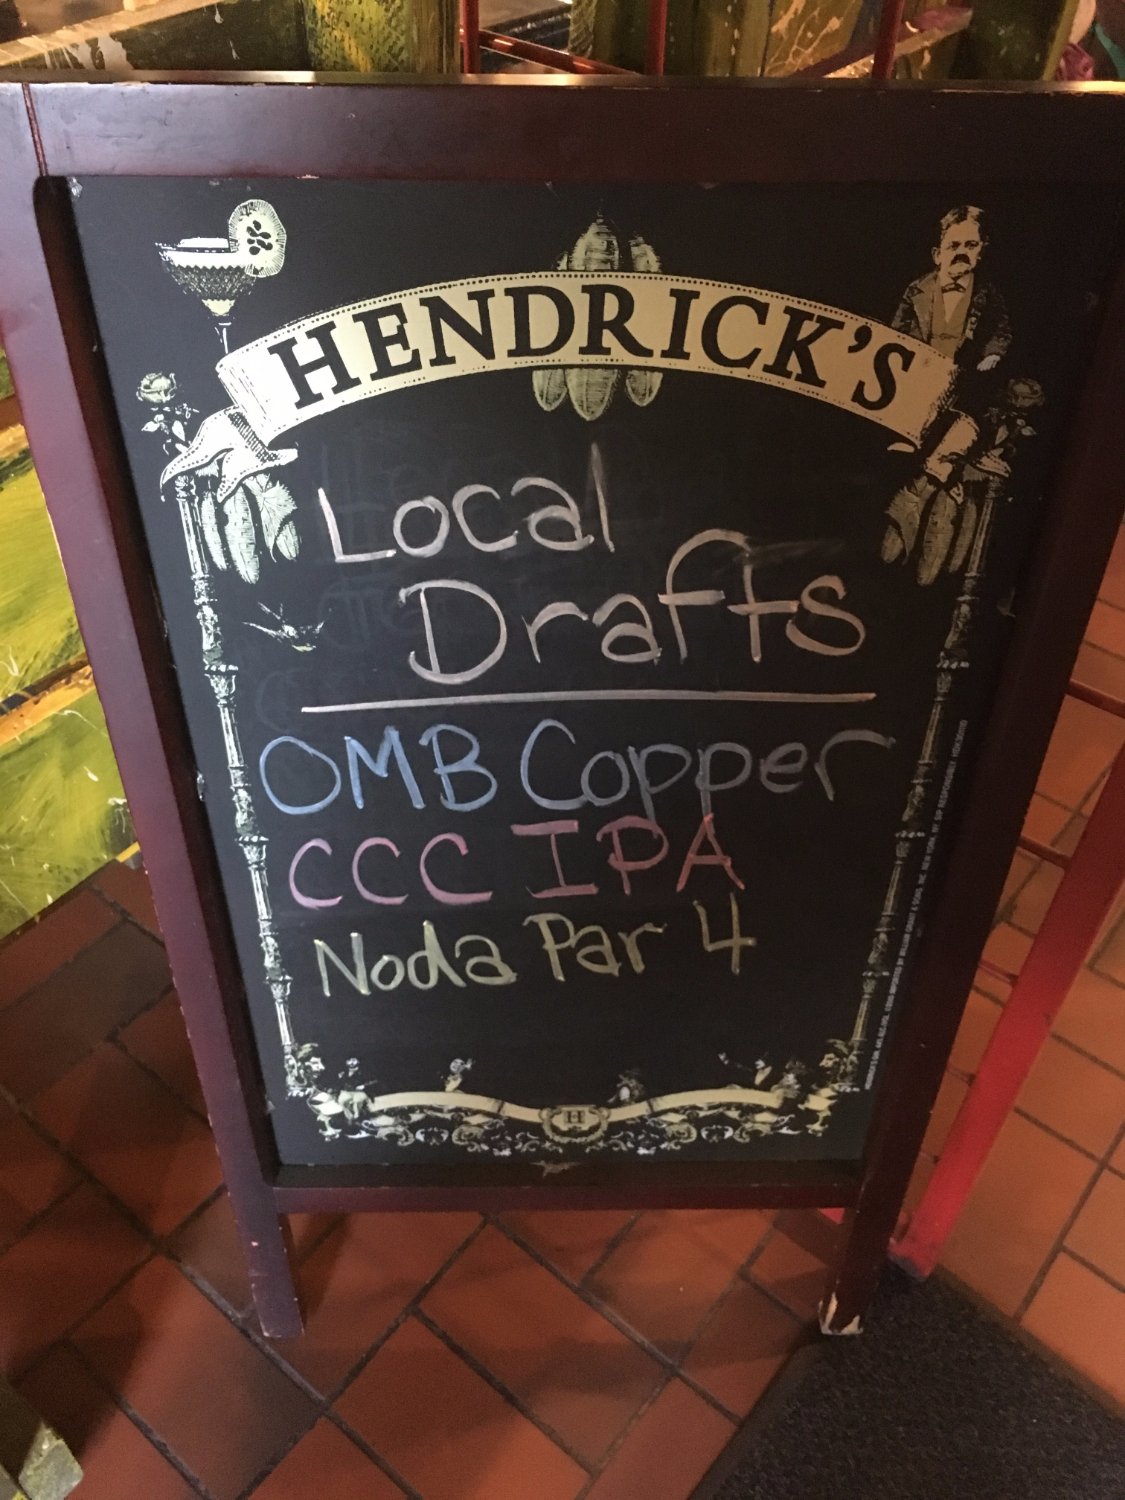 HENDRICK'S
Local
Drafts
OMB Copper
CCC IPA
Noda Par 4
H